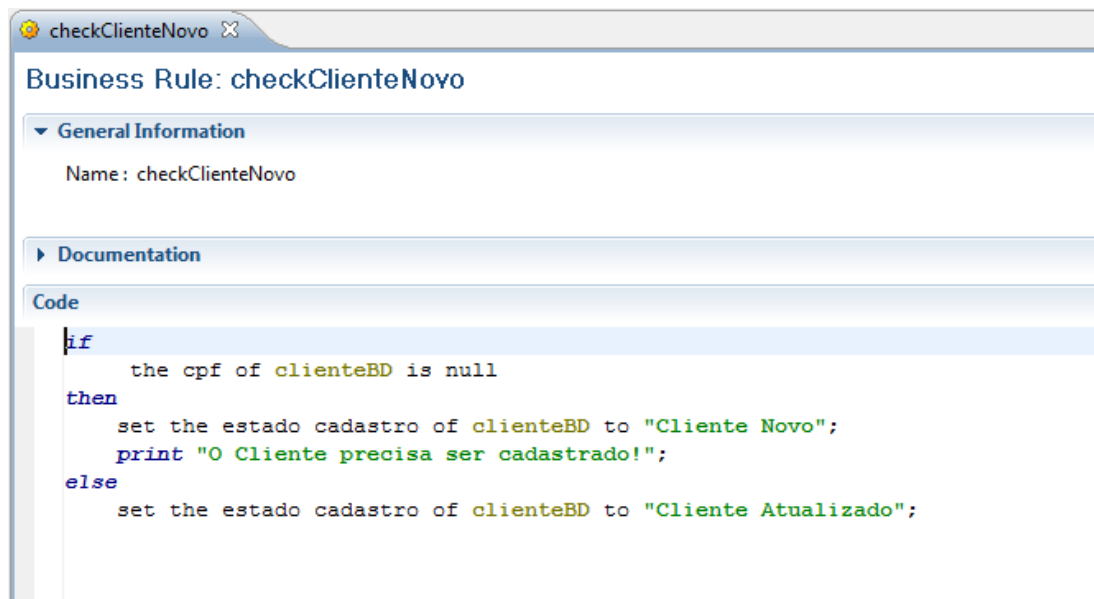 checkClienteNovo
Business Rule: checkClienteNovo
General Information
Name : checkClienteNovo
Documentation
Code
if
the cpf of clienteBD is null
then
set the estado cadastro of clienteBD to "Cliente Novo";
print "O Cliente precisa ser cadastrado!";
else
set the estado cadastro of clienteBD to "Cliente Atualizado";